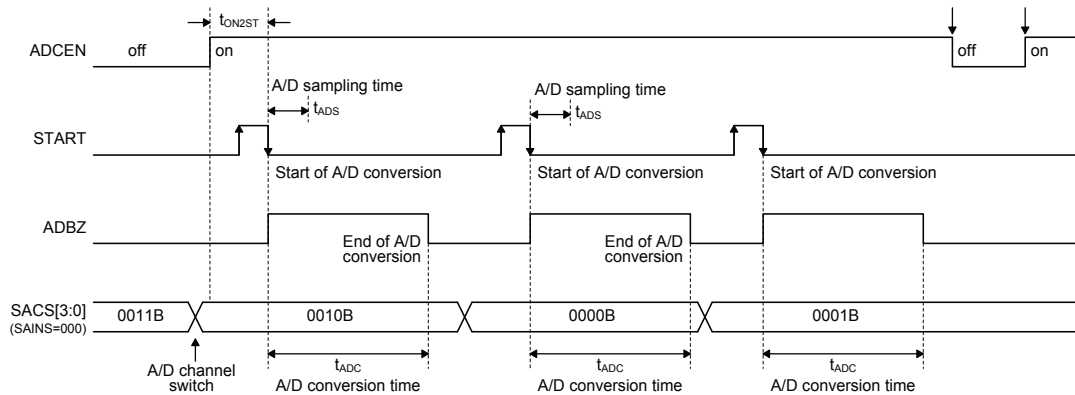 tON2ST
ADCEN
off
on
off
on
A/D sampling time
tADS
A/D sampling time
tADS
START
Start of A/D conversion
Start of A/D conversion
Start of A/D conversion
ADBZ
End of A/D
conversion
End of A/D
conversion
SACS[3:0]
(SAINS=000)
0011B
0010B
0000B
0001B
A/D channel
switch
tADC
A/D conversion time
tADC
A/D conversion time
tADC
A/D conversion time